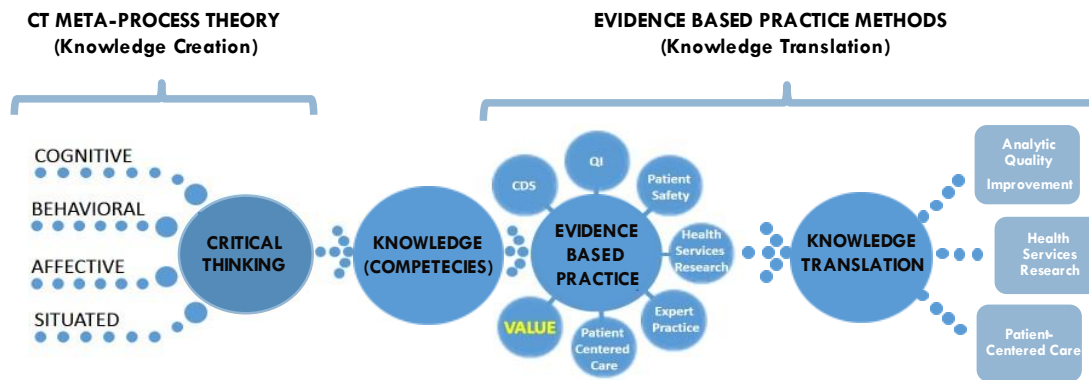 CT META-PROCESS THEORY
(Knowledge Creation)
EVIDENCE BASED PRACTICE METHODS
(Knowledge Translation)
COGNITIVE
BEHAVIORAL
AFFECTIVE
SITUATED
CRITICAL
THINKING
KNOWLEDGE
(COMPETECIES)
EVIDENCE
BASED
PRACTICE
CDS
QI
Patient
Safety
Health
Services
Research
Expert
Practice
Patient
Centered
Care
VALUE
KNOWLEDGE
TRANSLATION
Analytic
Quality
Improvement
Health
Services
Research
Patient-
Centered Care